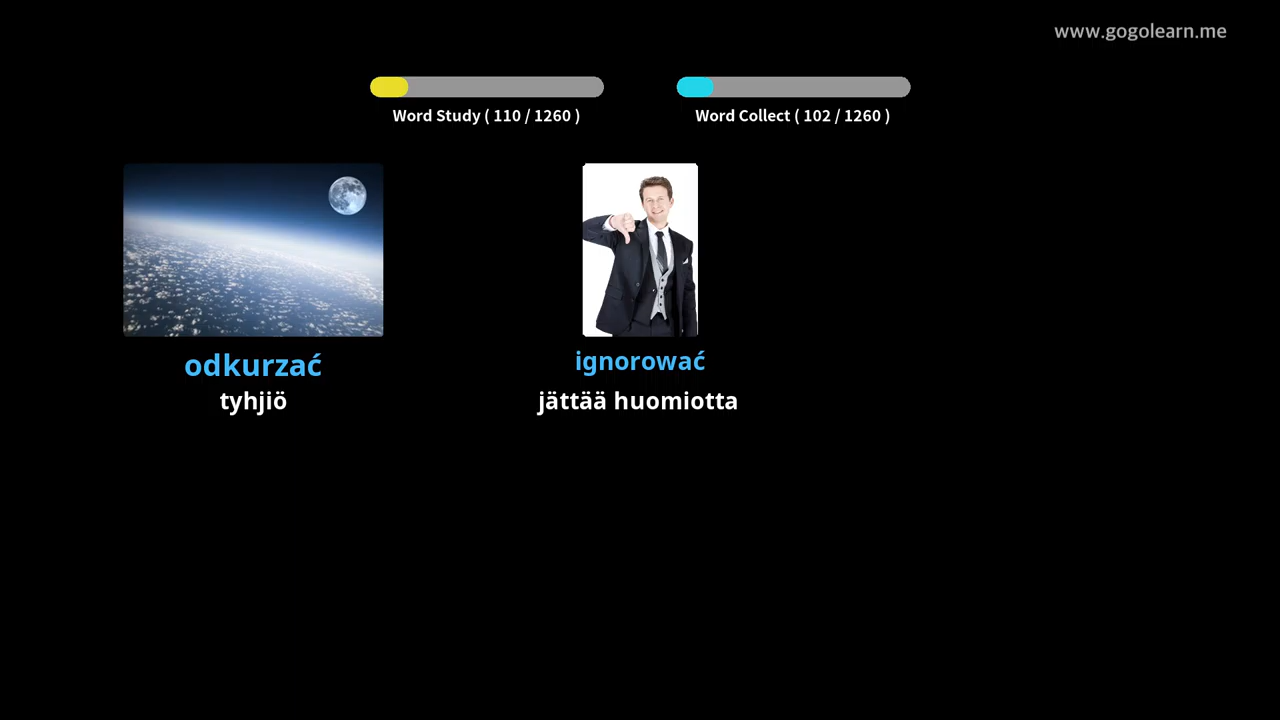 www.gogolearn.me
Word Study ( 110 / 1260 )
Word Collect ( 102 / 1260 )
odkurzać
tyhjiö
ignorować
jättää huomiotta